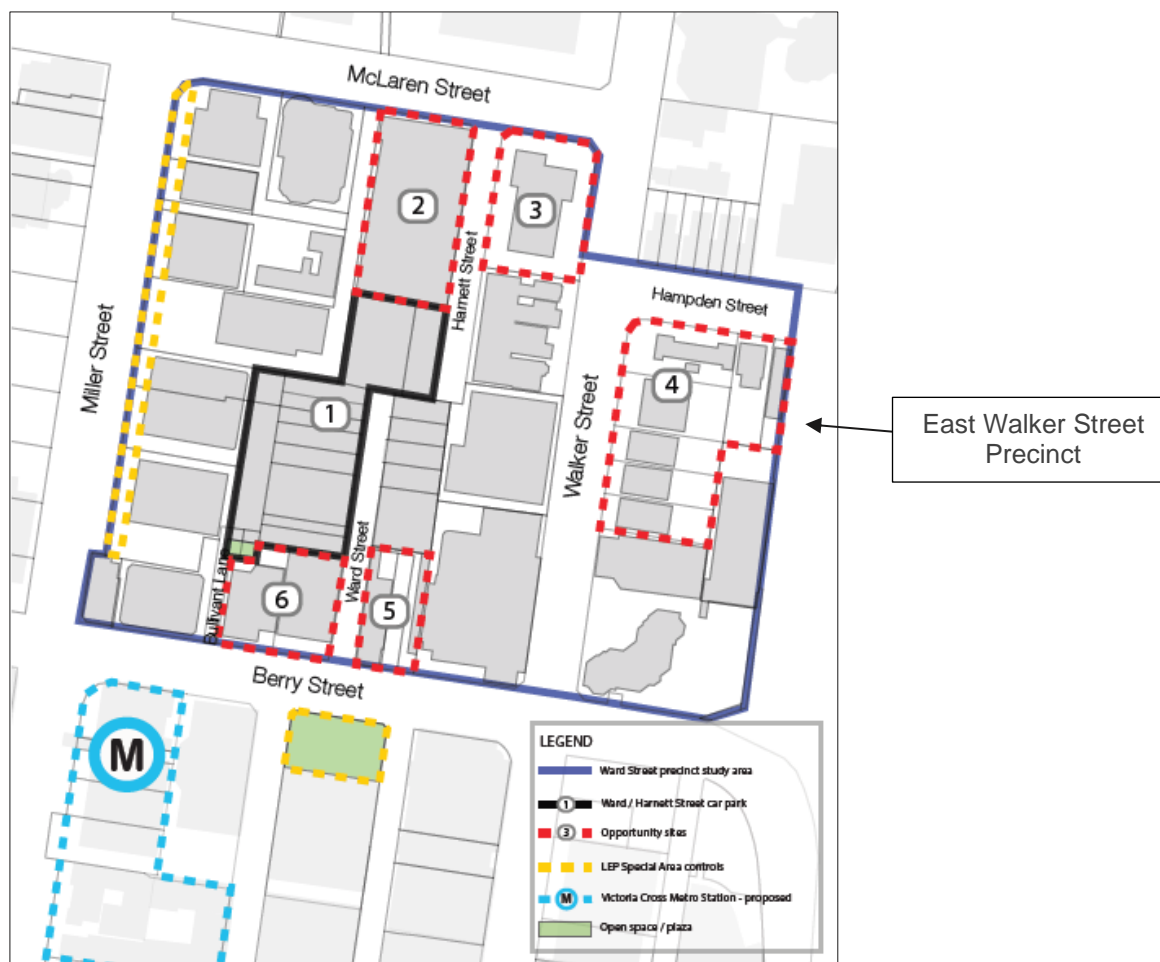 McLaren Street
2
3
Harnett Street
Hampden Street
Miller Street
1
4
Walker Street
East Walker Street
Precinct
Bullivant Lane
Ward Street
6
5
Berry Street
M
LEGEND
Ward Street precinct study area
1 Ward / Harnett Street car park
3 Opportunity sites
LEP Special Area controls
M Victoria Cross Metro Station - proposed
Open space / plaza